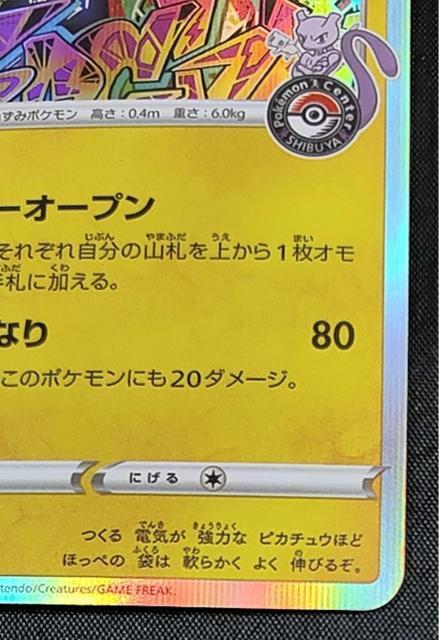 ずみポケモン 高さ：0.4m 重さ：6.0kg
Pokémon Center
SHIBUYA
ーオープン
それぞれ自分の山札を上から1枚オモ
札に加える。
なり
80
このポケモンにも20ダメージ。
にげる
つくる 電気が 強力な ピカチュウほど
ほっぺの 袋は 軟らかく よく 伸びるぞ。
ntendo/Creatures/GAME FREAK.